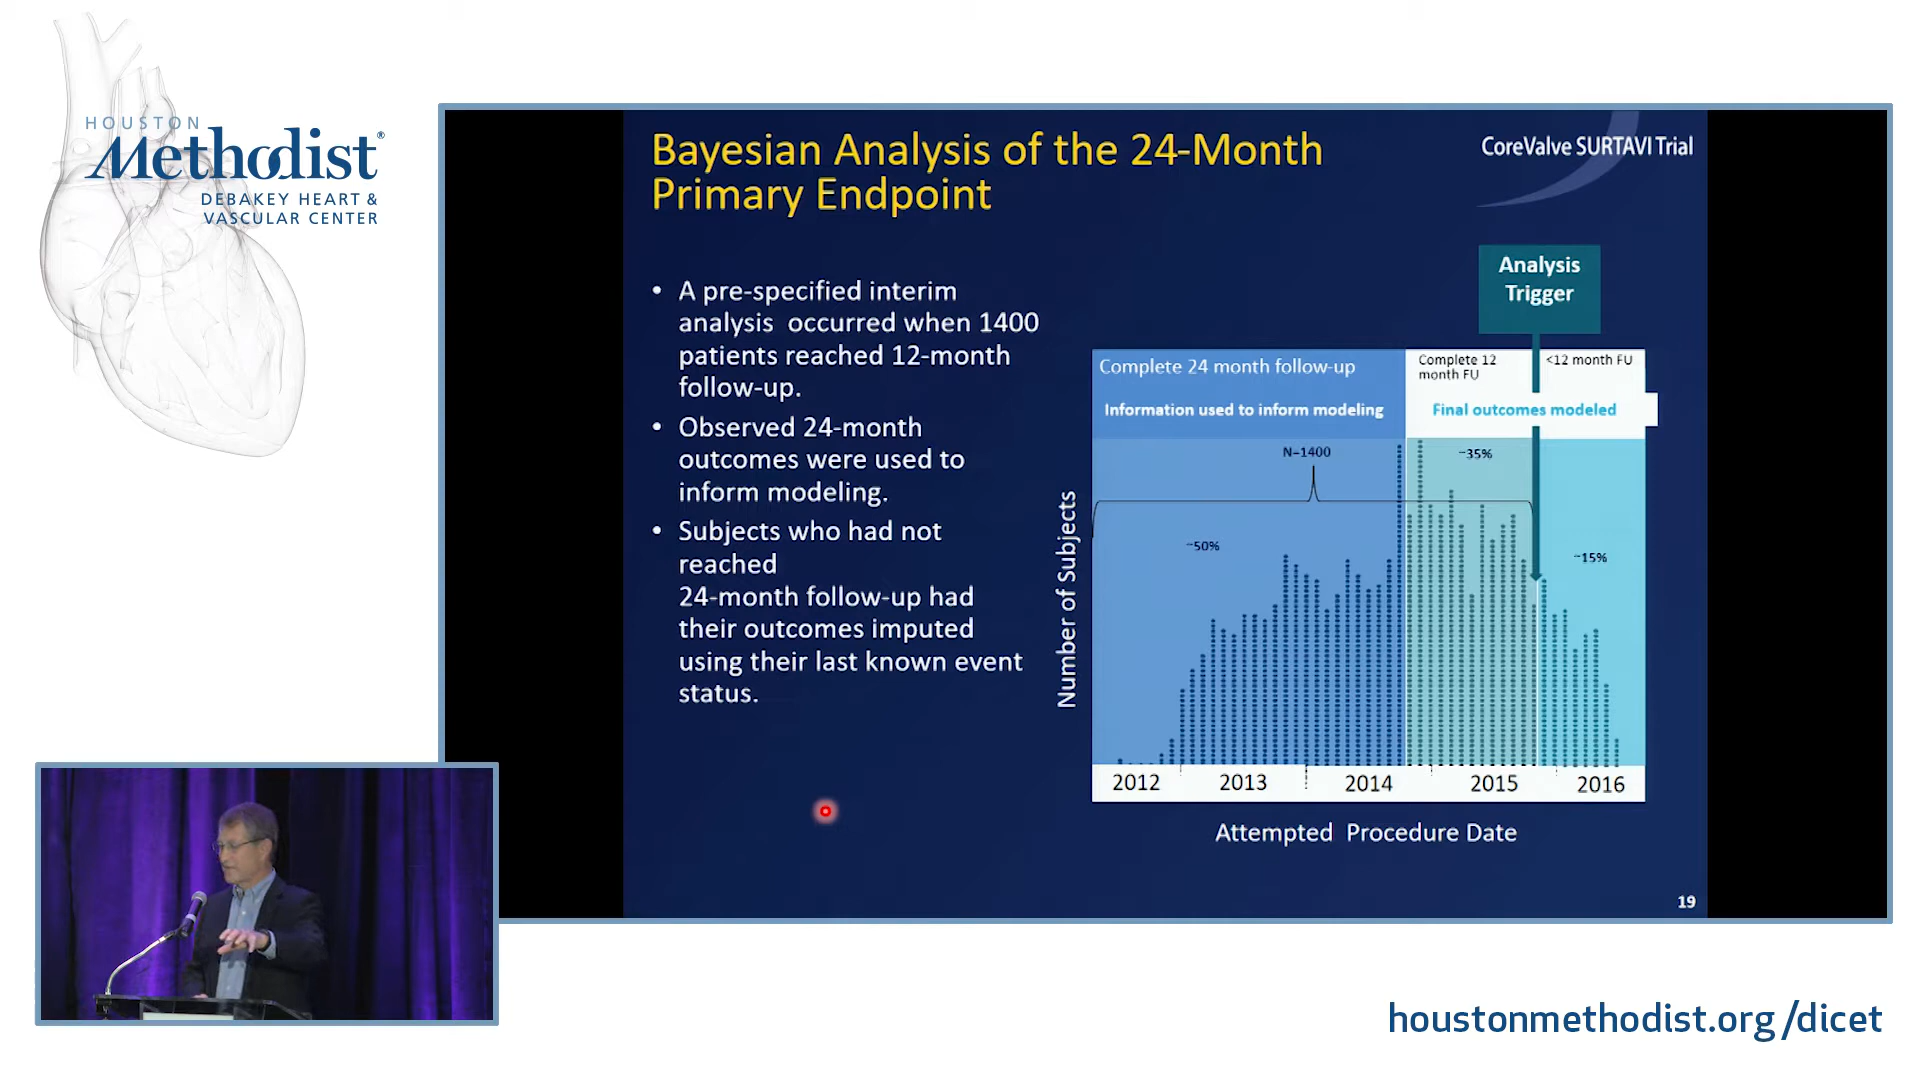 HOUSTON
Methodist®
DEBAKEY HEART &
VASCULAR CENTER
Bayesian Analysis of the 24-Month
Primary Endpoint
CoreValve SURTAVI Trial
• A pre-specified interim
analysis occurred when 1400
patients reached 12-month
follow-up.
• Observed 24-month
outcomes were used to
inform modeling.
• Subjects who had not
reached
24-month follow-up had
their outcomes imputed
using their last known event
status.
Analysis
Trigger
Complete 24 month follow-up
Complete 12
month FU
<12 month FU
Information used to inform modeling
Final outcomes modeled
N=1400
~35%
~50%
~15%
Number of Subjects
2012
2013
2014
2015
2016
Attempted Procedure Date
19
houstonmethodist.org/dicet